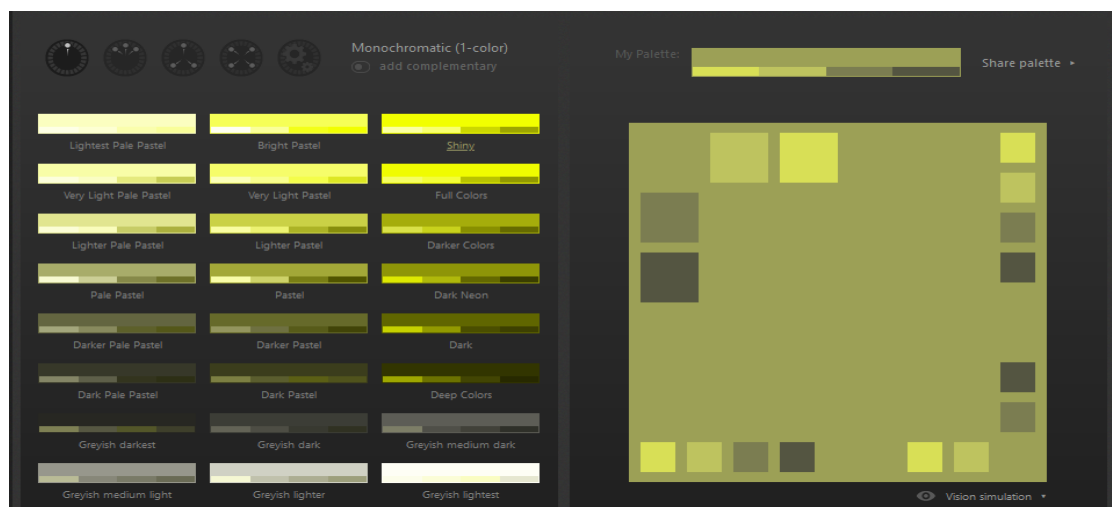 Monochromatic (1-color)
add complementary
My Palette:
Share palette
Lightest Pale Pastel
Bright Pastel
Shiny
Very Light Pale Pastel
Very Light Pastel
Full Colors
Lighter Pale Pastel
Lighter Pastel
Darker Colors
Pale Pastel
Pastel
Dark Neon
Darker Pale Pastel
Darker Pastel
Dark
Dark Pale Pastel
Dark Pastel
Deep Colors
Greyish darkest
Greyish dark
Greyish medium dark
Greyish medium light
Greyish lighter
Greyish lightest
Vision simulation